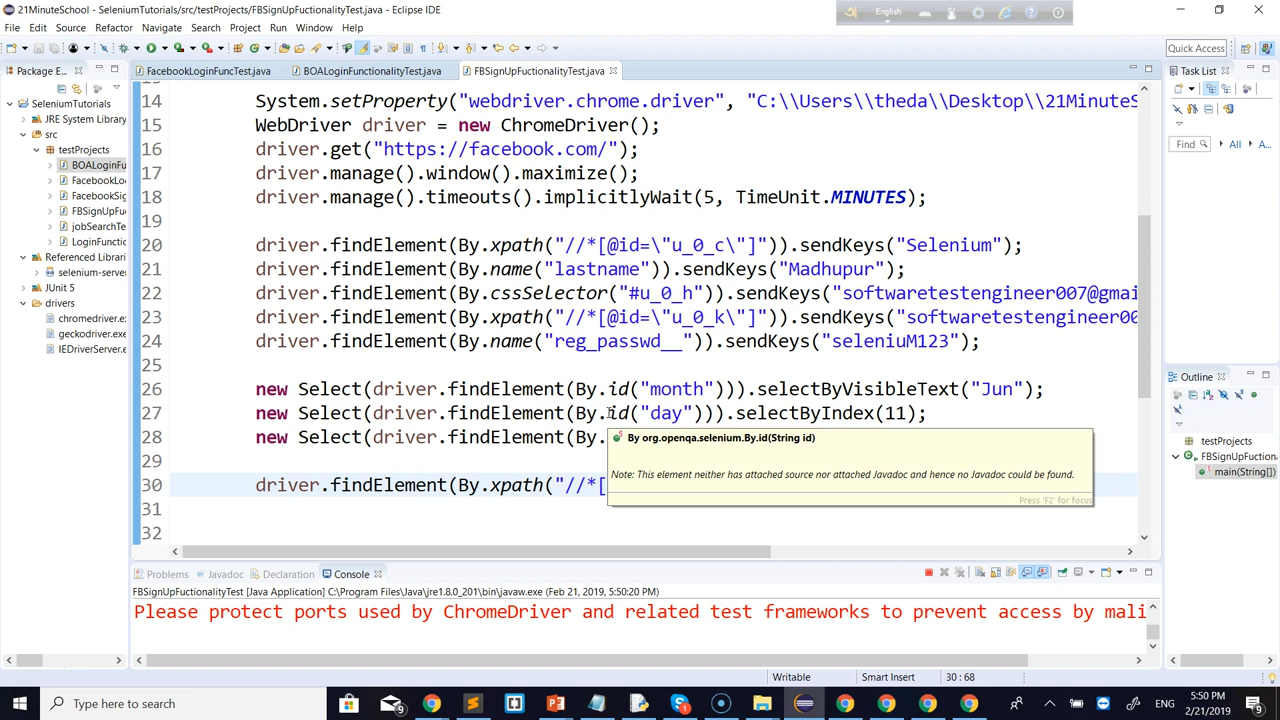 21MinuteSchool - SeleniumTutorials/src/testProjects/FBSignUpFuctionalityTest.java - Eclipse IDE
English
File Edit Source Refactor Navigate Search Project Run Window Help
Quick Access
Package E...
FacebookLoginFuncTest.java
BOALoginFunctionalityTest.java
FBSignUpFuctionalityTest.java
Task List
SeleniumTutorials
JRE System Library
src
testProjects
BOALoginFu
FacebookLo
FacebookSig
FBSignUpFu
jobSearchTe
LoginFuncti
Referenced Librari
selenium-server
JUnit 5
drivers
chromedriver.ex
geckodriver.exe
IEDriverServer.e
14 System.setProperty("webdriver.chrome.driver", "C:\\Users\\theda\\Desktop\\21MinuteS
15 WebDriver driver = new ChromeDriver();
16 driver.get("https://facebook.com/");
17 driver.manage().window().maximize();
18 driver.manage().timeouts().implicitlyWait(5, TimeUnit.MINUTES);
19
20 driver.findElement(By.xpath("//*[@id=\"u_0_c\"]")).sendKeys("Selenium");
21 driver.findElement(By.name("lastname")).sendKeys("Madhupur");
22 driver.findElement(By.cssSelector("#u_0_h")).sendKeys("softwaretestengineer007@gmai
23 driver.findElement(By.xpath("//*[@id=\"u_0_k\"]")).sendKeys("softwaretestengineer00
24 driver.findElement(By.name("reg_passwd__")).sendKeys("seleniuM123");
25
26 new Select(driver.findElement(By.id("month"))).selectByVisibleText("Jun");
27 new Select(driver.findElement(By.id("day"))).selectByIndex(11);
28 new Select(driver.findElement(By.
29
30 driver.findElement(By.xpath("//*[
31
32
By org.openqa.selenium.By.id(String id)
Note: This element neither has attached source nor attached Javadoc and hence no Javadoc could be found.
Press 'F2' for focus
Find All A...
Outline
testProjects
FBSignUpFuctionality
main(String[])
Problems Javadoc Declaration Console
FBSignUpFuctionalityTest [Java Application] C:\Program Files\Java\jre1.8.0_201\bin\javaw.exe (Feb 21, 2019, 5:50:20 PM)
Please protect ports used by ChromeDriver and related test frameworks to prevent access by mali
Writable Smart Insert 30 : 68
Type here to search
9
ENG
5:50 PM
2/21/2019
9